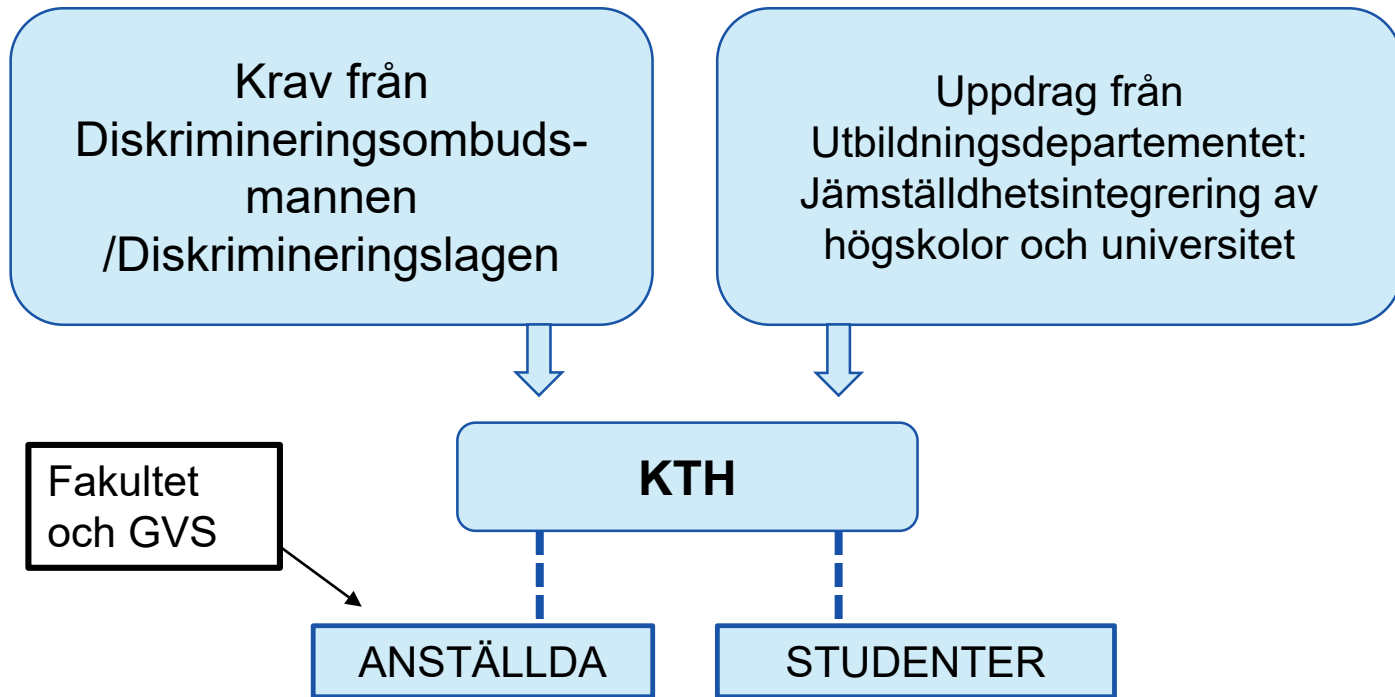 Krav från
Diskrimineringsombuds-
mannen
/Diskrimineringslagen
Uppdrag från
Utbildningsdepartementet:
Jämställdhetsintegrering av
högskolor och universitet
KTH
Fakultet
och GVS
ANSTÄLLDA
STUDENTER